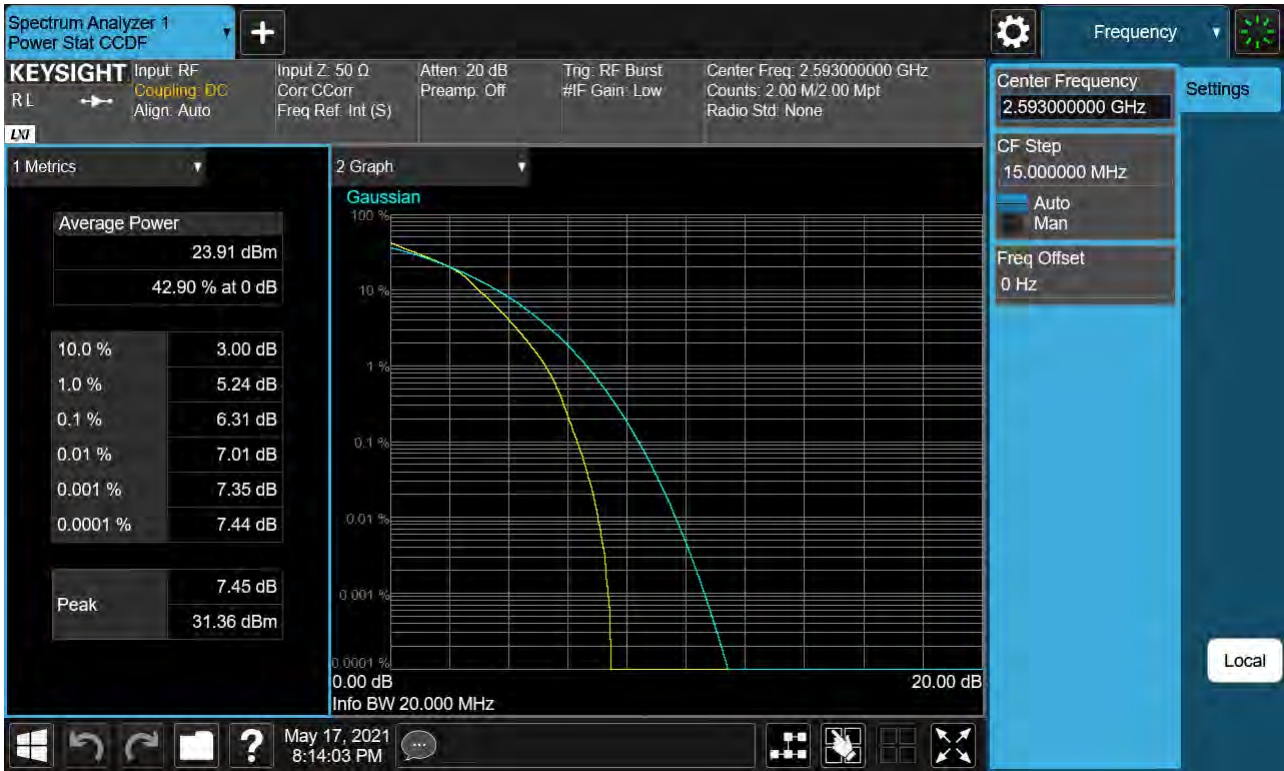 Spectrum Analyzer 1
Power Stat CCDF
Frequency
KEYSIGHT
R L
LXI
Input: RF
Coupling: DC
Align: Auto
Input Z: 50 Ω
Corr CCorr
Freq Ref: Int (S)
Atten: 20 dB
Preamp: Off
Trig: RF Burst
#IF Gain: Low
Center Freq: 2.593000000 GHz
Counts: 2.00 M/2.00 Mpt
Radio Std: None
Center Frequency
2.593000000 GHz
Settings
CF Step
15.000000 MHz
Auto
Man
Freq Offset
0 Hz
1 Metrics
Average Power
23.91 dBm
42.90 % at 0 dB
10.0 % 3.00 dB
1.0 % 5.24 dB
0.1 % 6.31 dB
0.01 % 7.01 dB
0.001 % 7.35 dB
0.0001 % 7.44 dB
Peak
7.45 dB
31.36 dBm
2 Graph
Gaussian
100 %
10 %
1 %
0.1 %
0.01 %
0.001 %
0.0001 %
0.00 dB 20.00 dB
Info BW 20.000 MHz
Local
?
May 17, 2021
8:14:03 PM